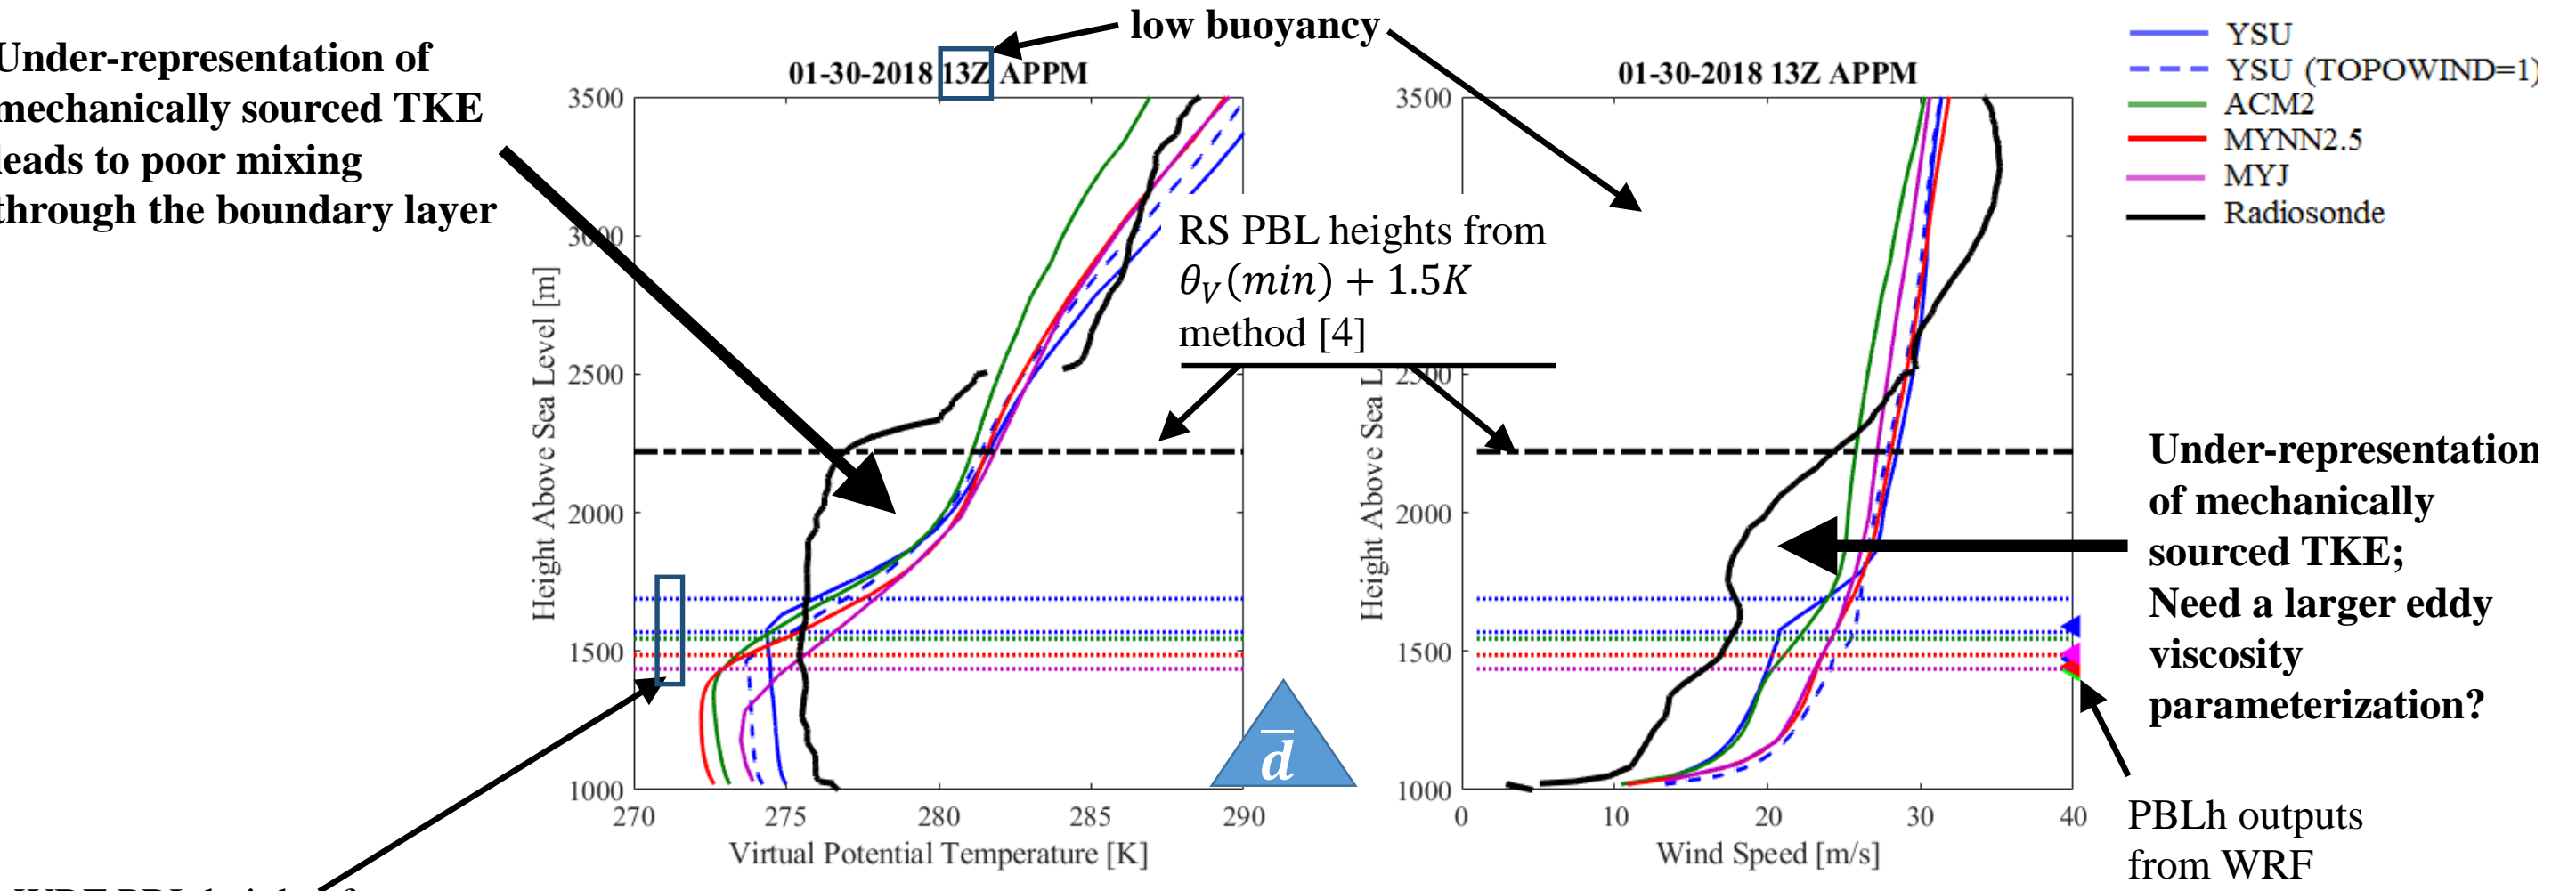 Under-representation of
mechanically sourced TKE
leads to poor mixing
through the boundary layer
low buoyancy
01-30-2018 13Z APPM
3500
3000
2500
2000
1500
1000
Height Above Sea Level [m]
270
275
280
285
290
Virtual Potential Temperature [K]
d
RS PBL heights from
θV(min) + 1.5K
method [4]
01-30-2018 13Z APPM
3500
2500
2000
1500
1000
Height Above Sea L
0
10
20
30
40
Wind Speed [m/s]
YSU
YSU (TOPOWIND=1)
ACM2
MYNN2.5
MYJ
Radiosonde
Under-representation
of mechanically
sourced TKE;
Need a larger eddy
viscosity
parameterization?
PBLh outputs
from WRF